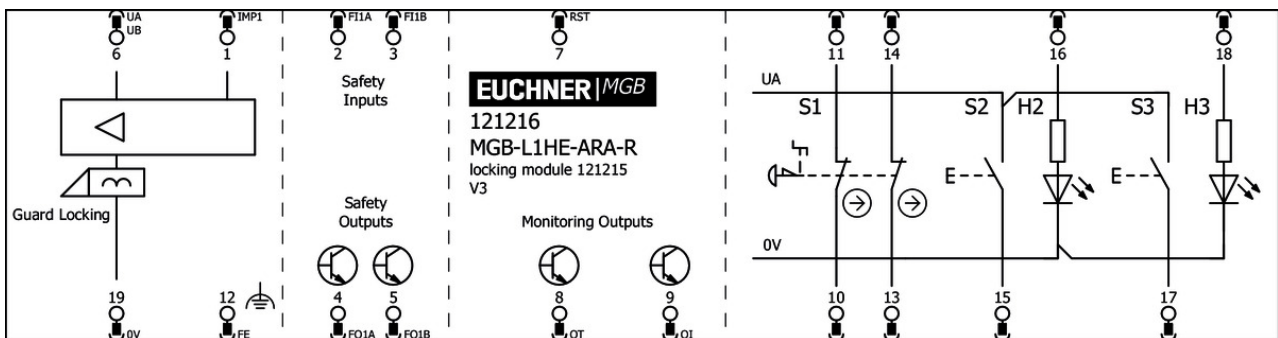 UA IMP1 FI1A FI1B RST
UB
6 1 2 3 7 11 14 16 18
Safety
Inputs
EUCHNER|MGB
121216
MGB-L1HE-ARA-R
locking module 121215
V3
UA
S1 S2 H2 S3 H3
E E
Guard Locking
Safety
Outputs
Monitoring Outputs
0V
19 12 4 5 8 9 10 13 15 17
0V FE FO1A FO1B OT OI